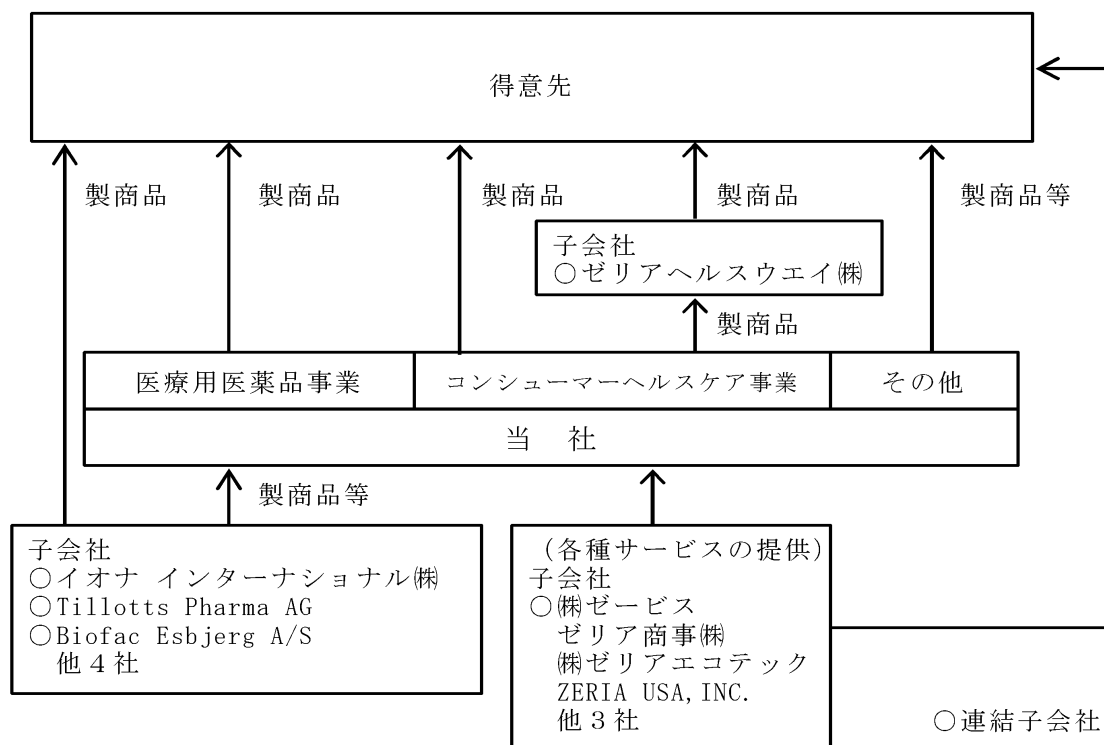 得意先
製商品
製商品
製商品
製商品
製商品等
子会社
○ゼリアヘルスウエイ㈱
製商品
医療用医薬品事業
コンシューマーヘルスケア事業
その他
当 社
製商品等
子会社
○イオナ インターナショナル㈱
○Tillotts Pharma AG
○Biofac Esbjerg A/S
他4社
(各種サービスの提供)
子会社
○㈱ゼービス
ゼリア商事㈱
㈱ゼリアエコテック
ZERIA USA,INC.
他3社
○連結子会社